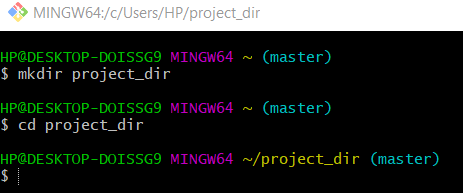 MINGW64:/c/Users/HP/project_dir
HP@DESKTOP-DOISSG9 MINGW64 ~ (master)
$ mkdir project_dir
HP@DESKTOP-DOISSG9 MINGW64 ~ (master)
$ cd project_dir
HP@DESKTOP-DOISSG9 MINGW64 ~/project_dir (master)
$